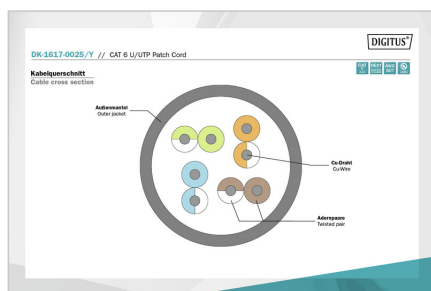 DIGITUS®
DK-1617-0025/Y // CAT 6 U/UTP Patch Cord
Kabelquerschnitt
Cable cross section
Außenmantel
Outer jacket
Cu-Draht
Cu-Wire
Adernpaare
Twisted pair